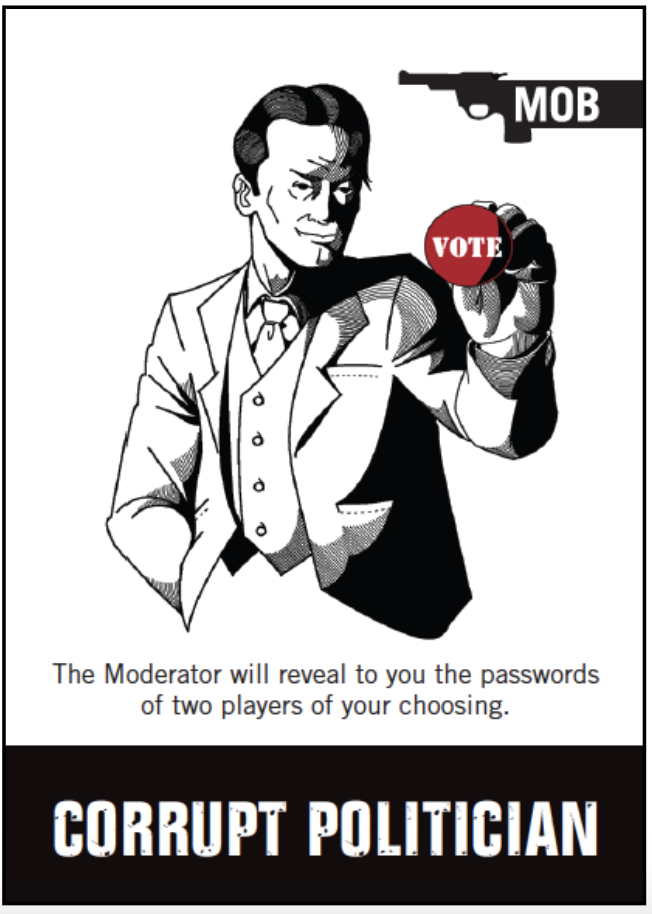 MOB
VOTE
The Moderator will reveal to you the passwords
of two players of your choosing.
CORRUPT POLITICIAN